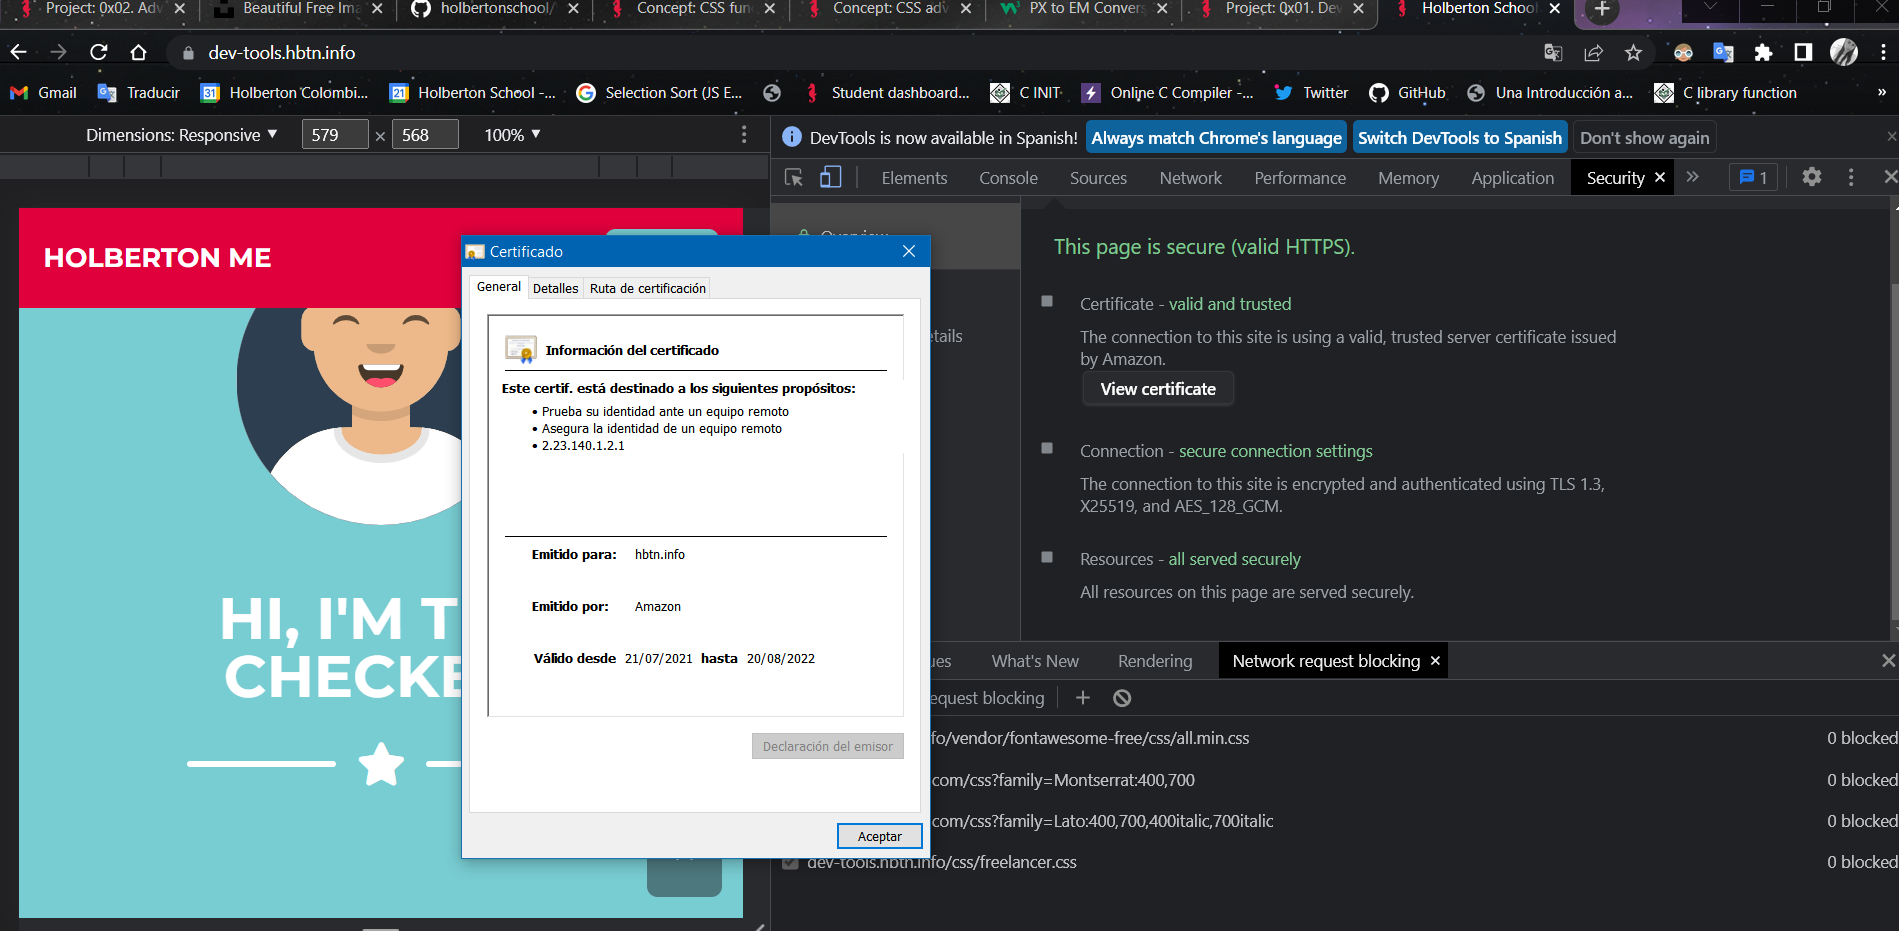 Project: 0x02. Adv
Beautiful Free Ima
holbertonschool/
Concept: CSS fun
Concept: CSS adv
PX to EM Convers
Project: 0x01. Dev
Holberton School
dev-tools.hbtn.info
Gmail
Traducir
31
Holberton Colombi...
21
Holberton School -...
Selection Sort (JS E...
Student dashboard...
C INIT
Online C Compiler -...
Twitter
GitHub
Una Introducción a...
C library function
»
Dimensions: Responsive
579 × 568
100%
DevTools is now available in Spanish!
Always match Chrome's language
Switch DevTools to Spanish
Don't show again
Elements
Console
Sources
Network
Performance
Memory
Application
Security
1
HOLBERTON ME
HI, I'M T
CHECKE
Certificado
General
Detalles
Ruta de certificación
Información del certificado
Este certif. está destinado a los siguientes propósitos:
• Prueba su identidad ante un equipo remoto
• Asegura la identidad de un equipo remoto
• 2.23.140.1.2.1
Emitido para: hbtn.info
Emitido por: Amazon
Válido desde 21/07/2021 hasta 20/08/2022
Declaración del emisor
Aceptar
Overview
etails
This page is secure (valid HTTPS).
Certificate - valid and trusted
The connection to this site is using a valid, trusted server certificate issued
by Amazon.
View certificate
Connection - secure connection settings
The connection to this site is encrypted and authenticated using TLS 1.3,
X25519, and AES_128_GCM.
Resources - all served securely
All resources on this page are served securely.
ues
What's New
Rendering
Network request blocking
equest blocking
fo/vendor/fontawesome-free/css/all.min.css
0 blocked
.com/css?family=Montserrat:400,700
0 blocked
.com/css?family=Lato:400,700,400italic,700italic
0 blocked
dev-tools.hbtn.info/css/freelancer.css
0 blocked